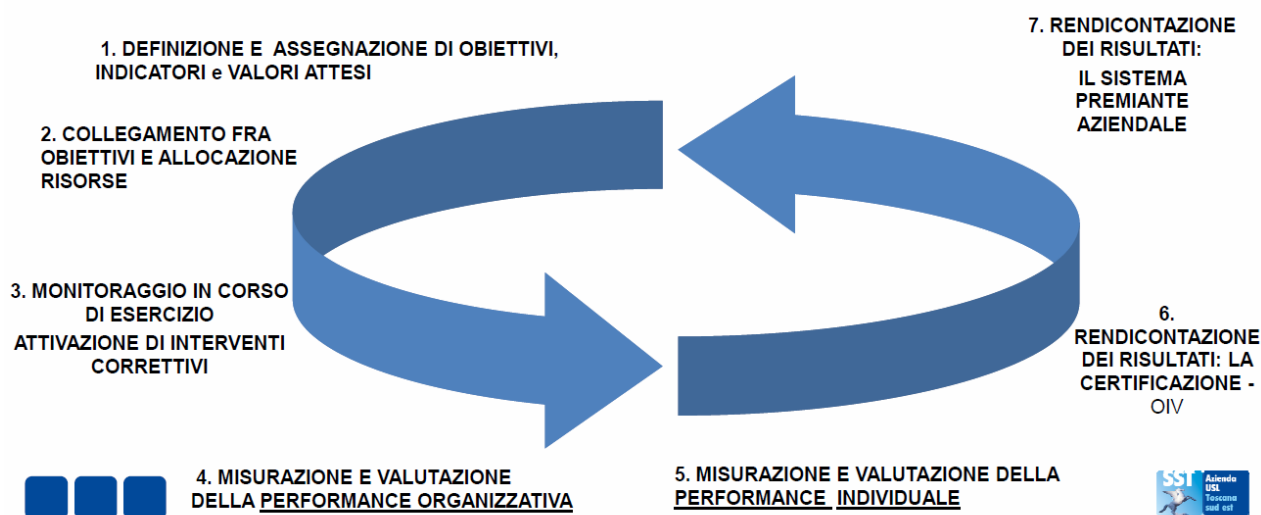 1. DEFINIZIONE E ASSEGNAZIONE DI OBIETTIVI,
INDICATORI e VALORI ATTESI
2. COLLEGAMENTO FRA
OBIETTIVI E ALLOCAZIONE
RISORSE
3. MONITORAGGIO IN CORSO
DI ESERCIZIO
ATTIVAZIONE DI INTERVENTI
CORRETTIVI
4. MISURAZIONE E VALUTAZIONE
DELLA PERFORMANCE ORGANIZZATIVA
5. MISURAZIONE E VALUTAZIONE DELLA
PERFORMANCE INDIVIDUALE
6.
RENDICONTAZIONE
DEI RISULTATI: LA
CERTIFICAZIONE -
OIV
7. RENDICONTAZIONE
DEI RISULTATI:
IL SISTEMA
PREMIANTE
AZIENDALE
SST
Azienda
USL
Toscana
sud est